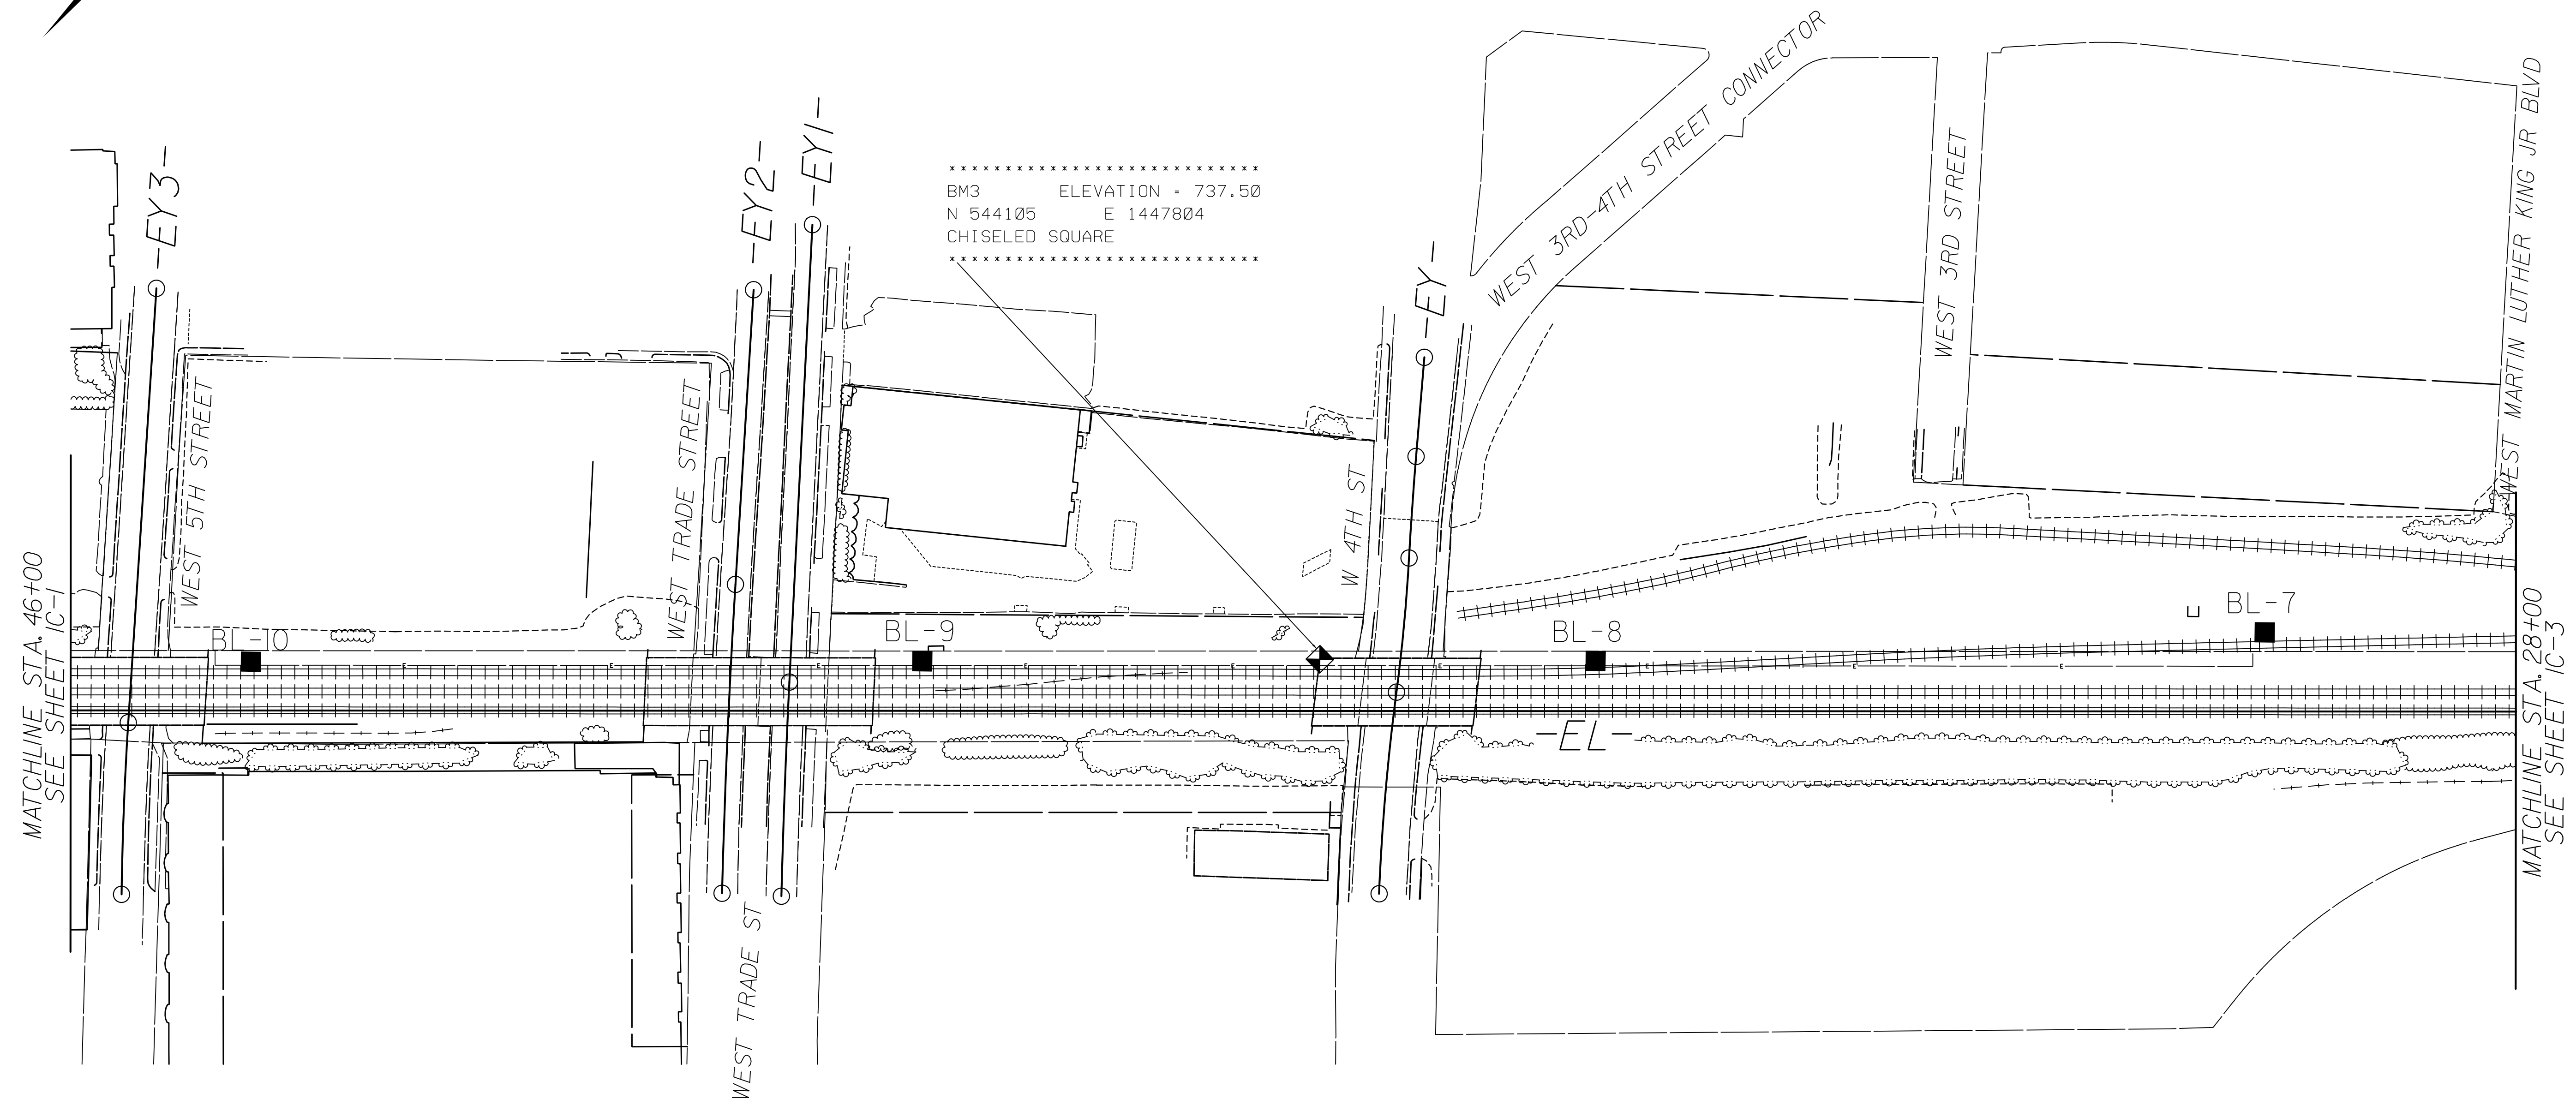 WEST 3RD-4TH STREET CONNECTOR
WEST 3RD STREET
WEST MARTIN LUTHER KING JR BLVD
-EY3-
-EY2-
-EY1-
-EY-
**************************
BM3 ELEVATION = 737.50
N 544105 E 1447804
CHISELED SQUARE
**************************
WEST 5TH STREET
WEST TRADE STREET
W 4TH ST
MATCHLINE STA. 46+00
SEE SHEET 1C-1
BL-10
BL-9
BL-8
BL-7
E E E E E E E E E
-EL-
MATCHLINE STA. 28+00
SEE SHEET 1C-3
WEST TRADE ST